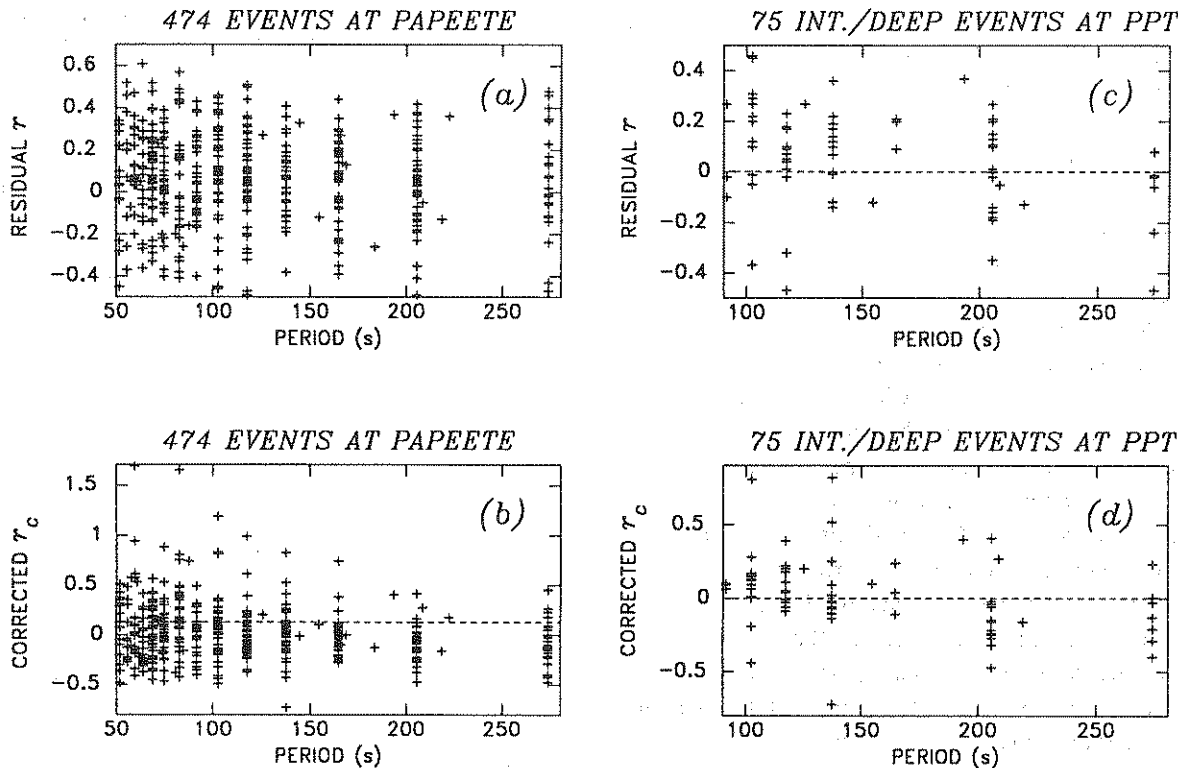 474 EVENTS AT PAPEETE
(a)
0.6
0.4
0.2
0
−0.2
−0.4
RESIDUAL r
50 100 150 200 250
PERIOD (s)
75 INT./DEEP EVENTS AT PPT
(c)
0.4
0.2
0
−0.2
−0.4
RESIDUAL r
100 150 200 250
PERIOD (s)
474 EVENTS AT PAPEETE
(b)
1.5
1
0.5
0
−0.5
CORRECTED r_c
50 100 150 200 250
PERIOD (s)
75 INT./DEEP EVENTS AT PPT
(d)
0.5
0
−0.5
CORRECTED r_c
100 150 200 250
PERIOD (s)